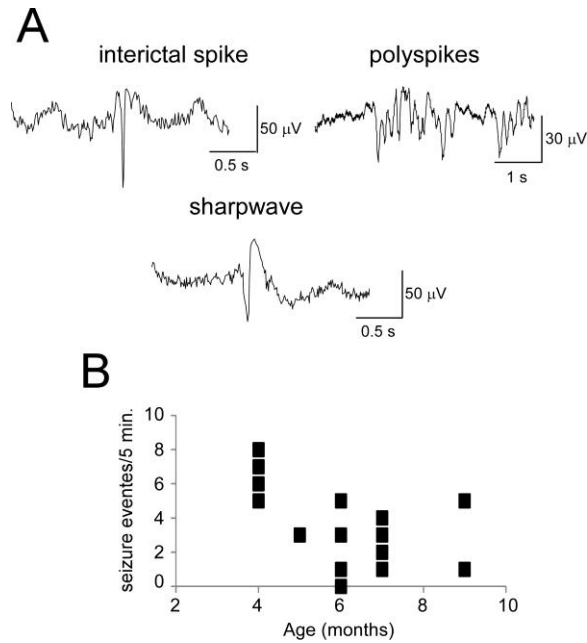 A
interictal spike
polyspikes
50 µV
0.5 s
30 µV
1 s
sharpwave
50 µV
0.5 s
B
seizure eventes/5 min.
10
8
6
4
2
0
2 4 6 8 10
Age (months)